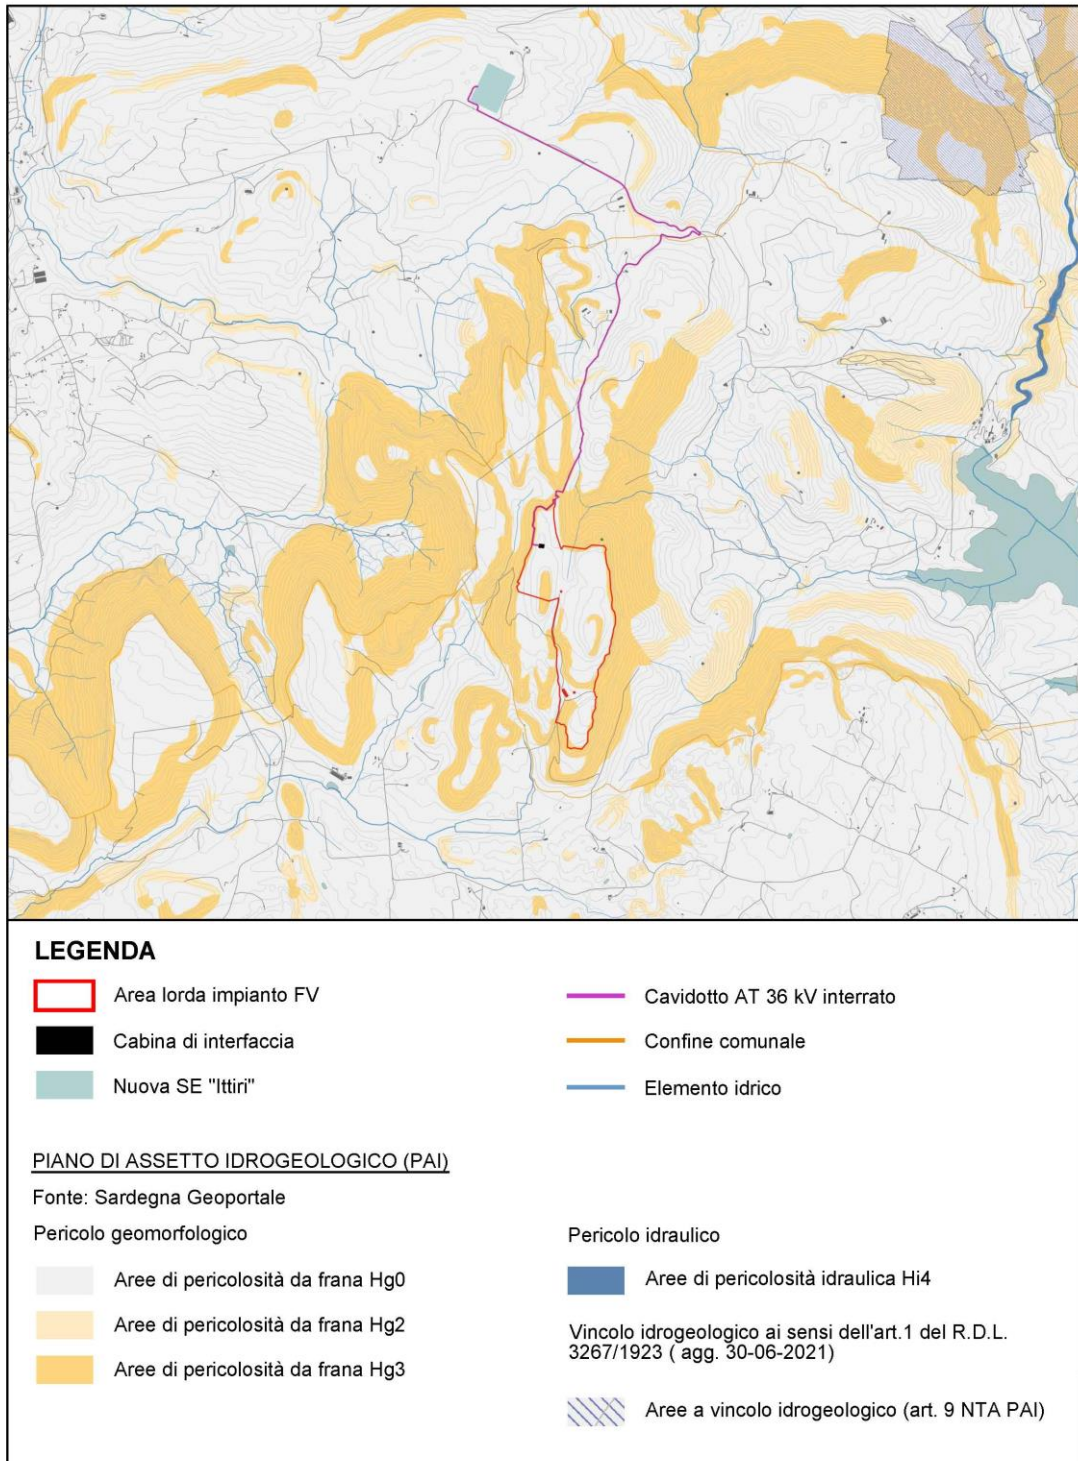 LEGENDA
Area lorda impianto FV
Cabina di interfaccia
Nuova SE "Ittiri"
Cavidotto AT 36 kV interrato
Confine comunale
Elemento idrico
PIANO DI ASSETTO IDROGEOLOGICO (PAI)
Fonte: Sardegna Geoportale
Pericolo geomorfologico
Aree di pericolosità da frana Hg0
Aree di pericolosità da frana Hg2
Aree di pericolosità da frana Hg3
Pericolo idraulico
Aree di pericolosità idraulica Hi4
Vincolo idrogeologico ai sensi dell'art.1 del R.D.L.
3267/1923 ( agg. 30-06-2021)
Aree a vincolo idrogeologico (art. 9 NTA PAI)